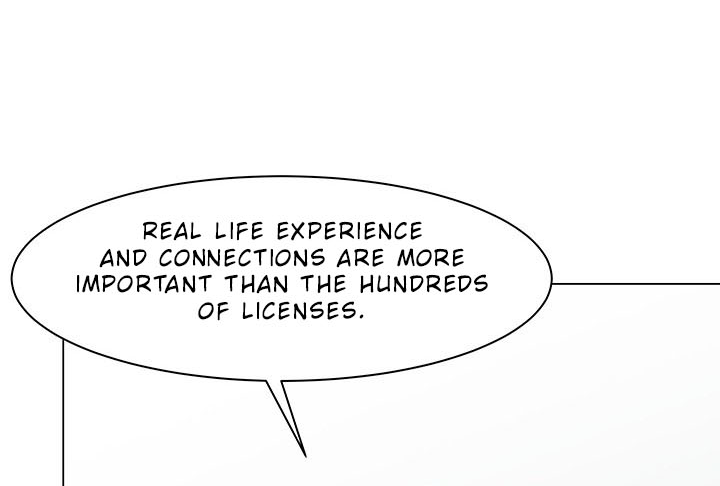 REAL LIFE EXPERIENCE
AND CONNECTIONS ARE MORE
IMPORTANT THAN THE HUNDREDS
OF LICENSES.